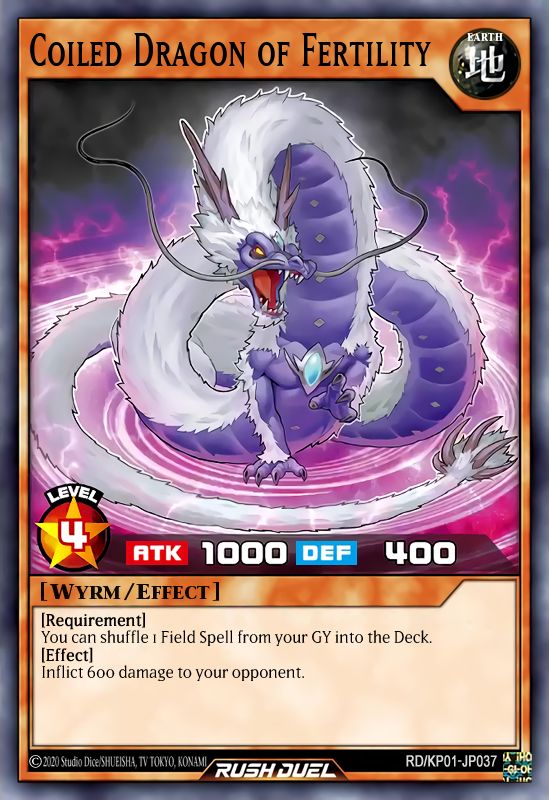 COILED DRAGON OF FERTILITY
EARTH
地
LEVEL
4
ATK 1000 DEF 400
[WYRM/EFFECT]
[Requirement]
You can shuffle 1 Field Spell from your GY into the Deck.
[Effect]
Inflict 600 damage to your opponent.
©2020 Studio Dice/SHUEISHA, TV TOKYO, KONAMI
RUSH DUEL
RD/KP01-JP037